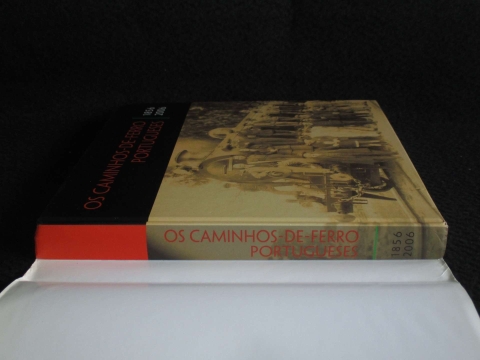 OS CAMINHOS-DE-FERRO
PORTUGUESES
1856
2006
OS CAMINHOS-DE-FERRO
PORTUGUESES
1856
2006